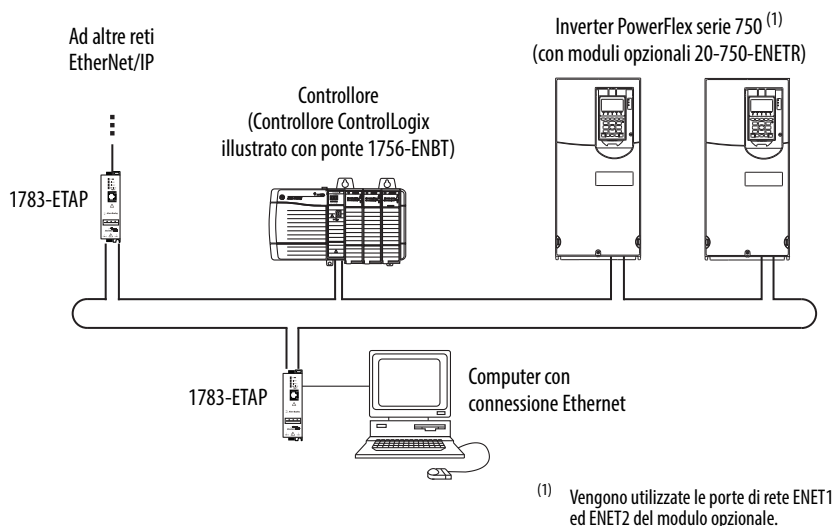 Ad altre reti
EtherNet/IP
Controllore
(Controllore ControlLogix
illustrato con ponte 1756-ENBT)
Inverter PowerFlex serie 750 (1)
(con moduli opzionali 20-750-ENETR)
1783-ETAP
1783-ETAP
Computer con
connessione Ethernet
(1) Vengono utilizzate le porte di rete ENET1
ed ENET2 del modulo opzionale.